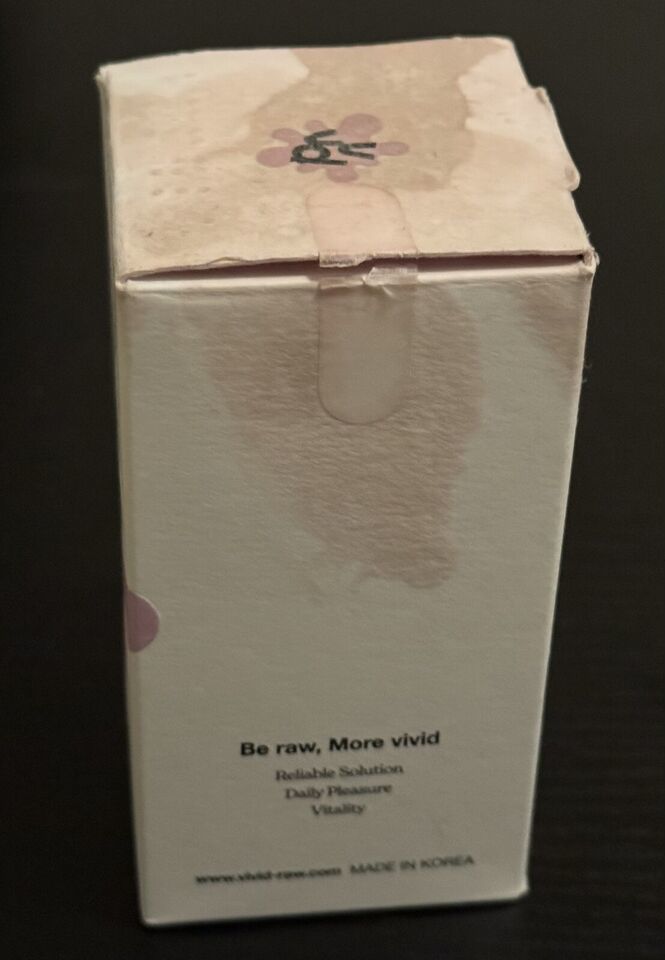 Be raw, More vivid
Reliable Solution
Daily Pleasure
Vitality
www.vivid-raw.com MADE IN KOREA